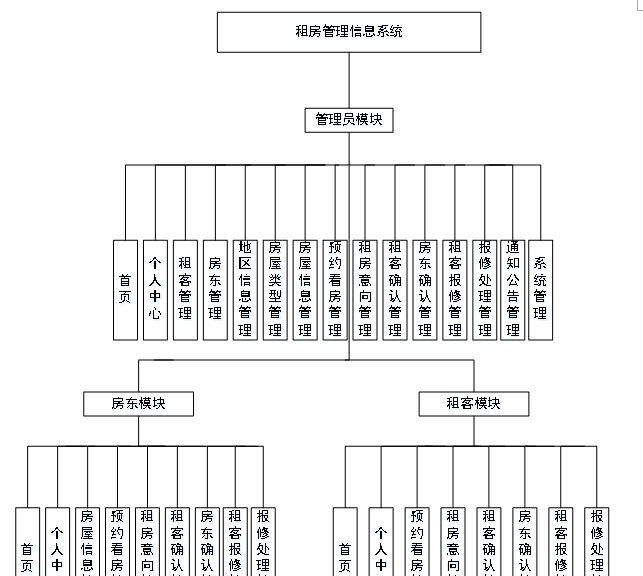 租房管理信息系统
管理员模块
首页
个人中心
租客管理
房东管理
地区信息管理
房屋类型管理
房屋信息管理
预约看房管理
租房意向管理
租客确认管理
房东确认管理
租客报修管理
报修处理管理
通知公告管理
系统管理
房东模块
租客模块
首页
个人中
房屋信息
预约看房
租房意向
租客确认
房东确认
租客报修
报修处理
首页
个人中
预约看房
租房意向
租客确认
房东确认
租客报修
报修处理